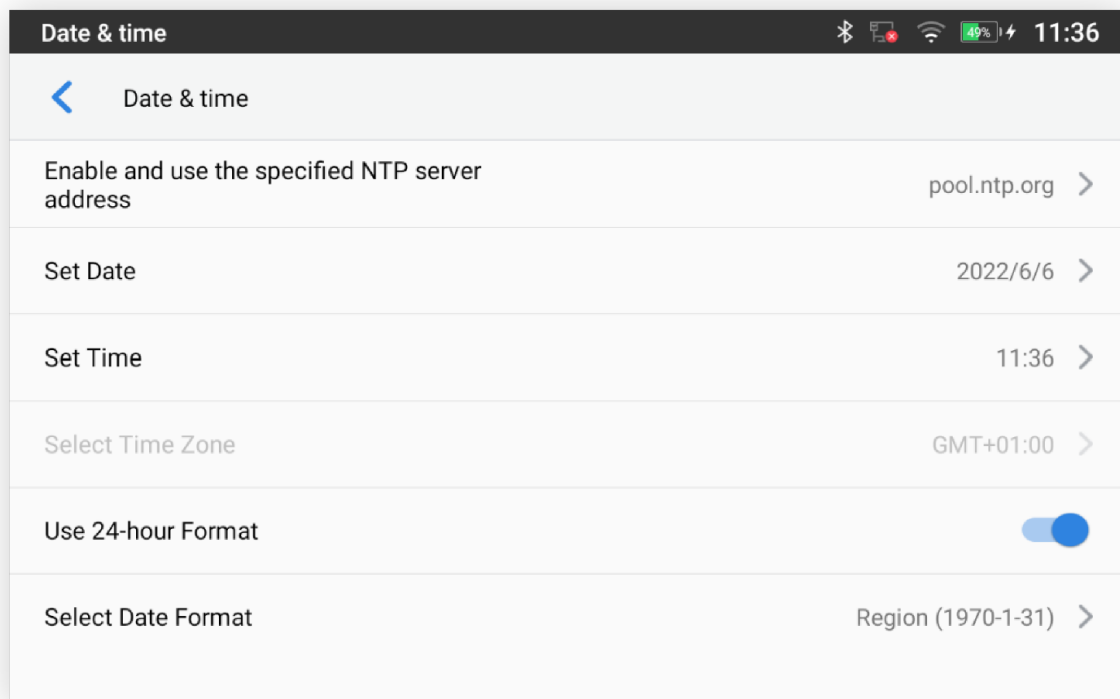 Date & time
49%
11:36
Date & time
Enable and use the specified NTP server
address
pool.ntp.org
Set Date
2022/6/6
Set Time
11:36
Select Time Zone
GMT+01:00
Use 24-hour Format
Select Date Format
Region (1970-1-31)